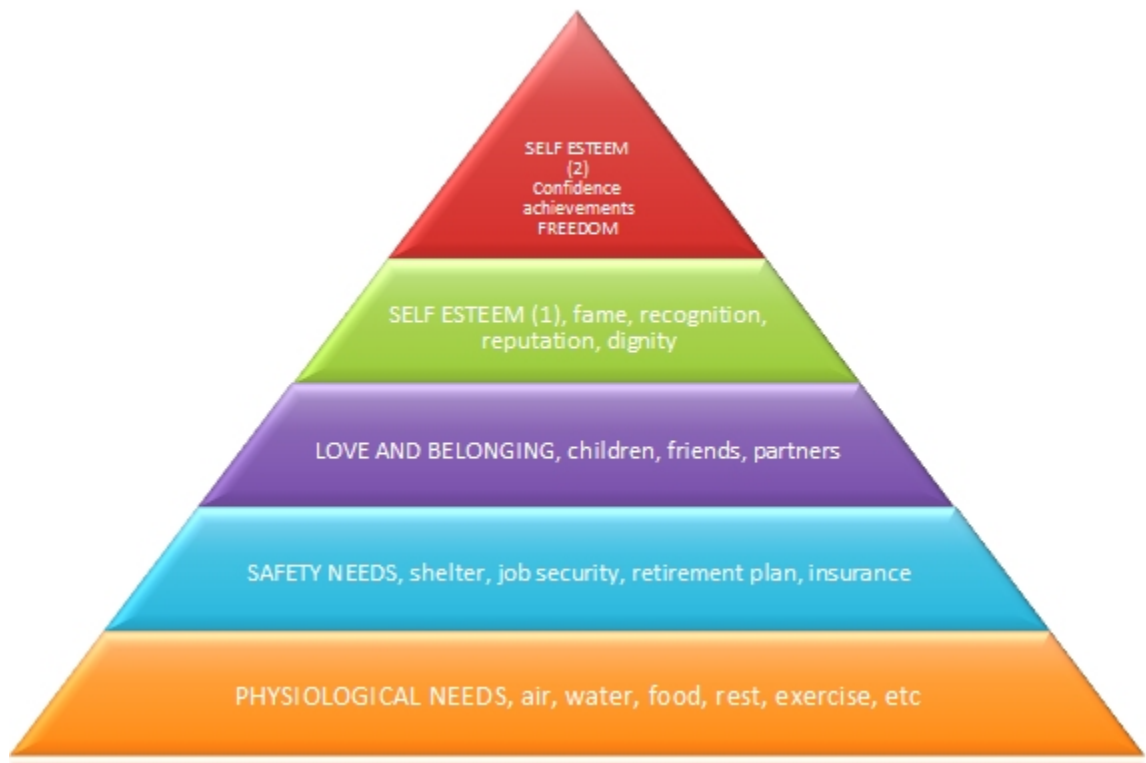 SELF ESTEEM
(2)
Confidence
achievements
FREEDOM
SELF ESTEEM (1), fame, recognition,
reputation, dignity
LOVE AND BELONGING, children, friends, partners
SAFETY NEEDS, shelter, job security, retirement plan, insurance
PHYSIOLOGICAL NEEDS, air, water, food, rest, exercise, etc